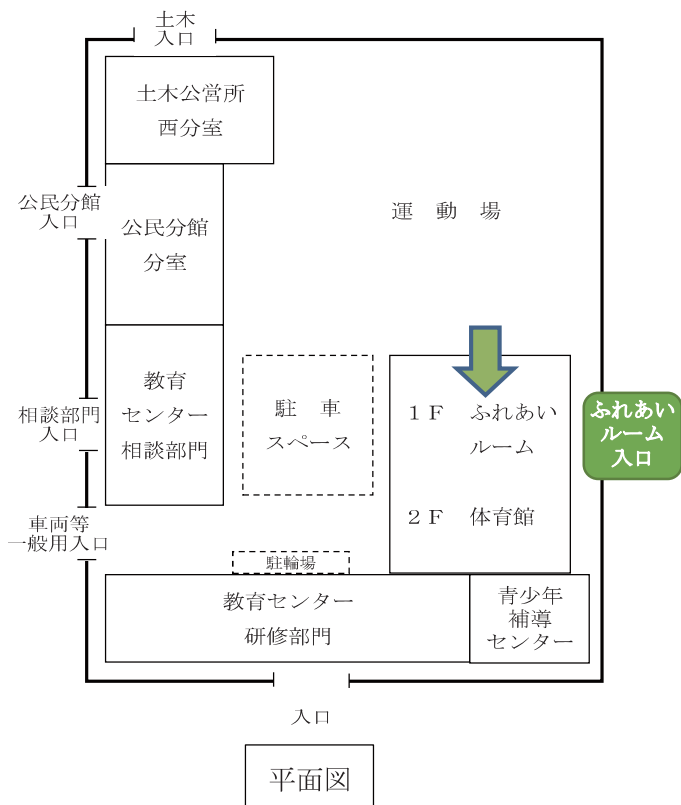 土木
入口
土木公営所
西分室
公民分館
入口
公民分館
分室
運　動　場
教育
センター
相談部門
相談部門
入口
駐　車
スペース
１Ｆ　ふれあい
ルーム
２Ｆ　体育館
ふれあい
ルーム
入口
車両等
一般用入口
駐輪場
教育センター
研修部門
青少年
補導
センター
入口
平面図